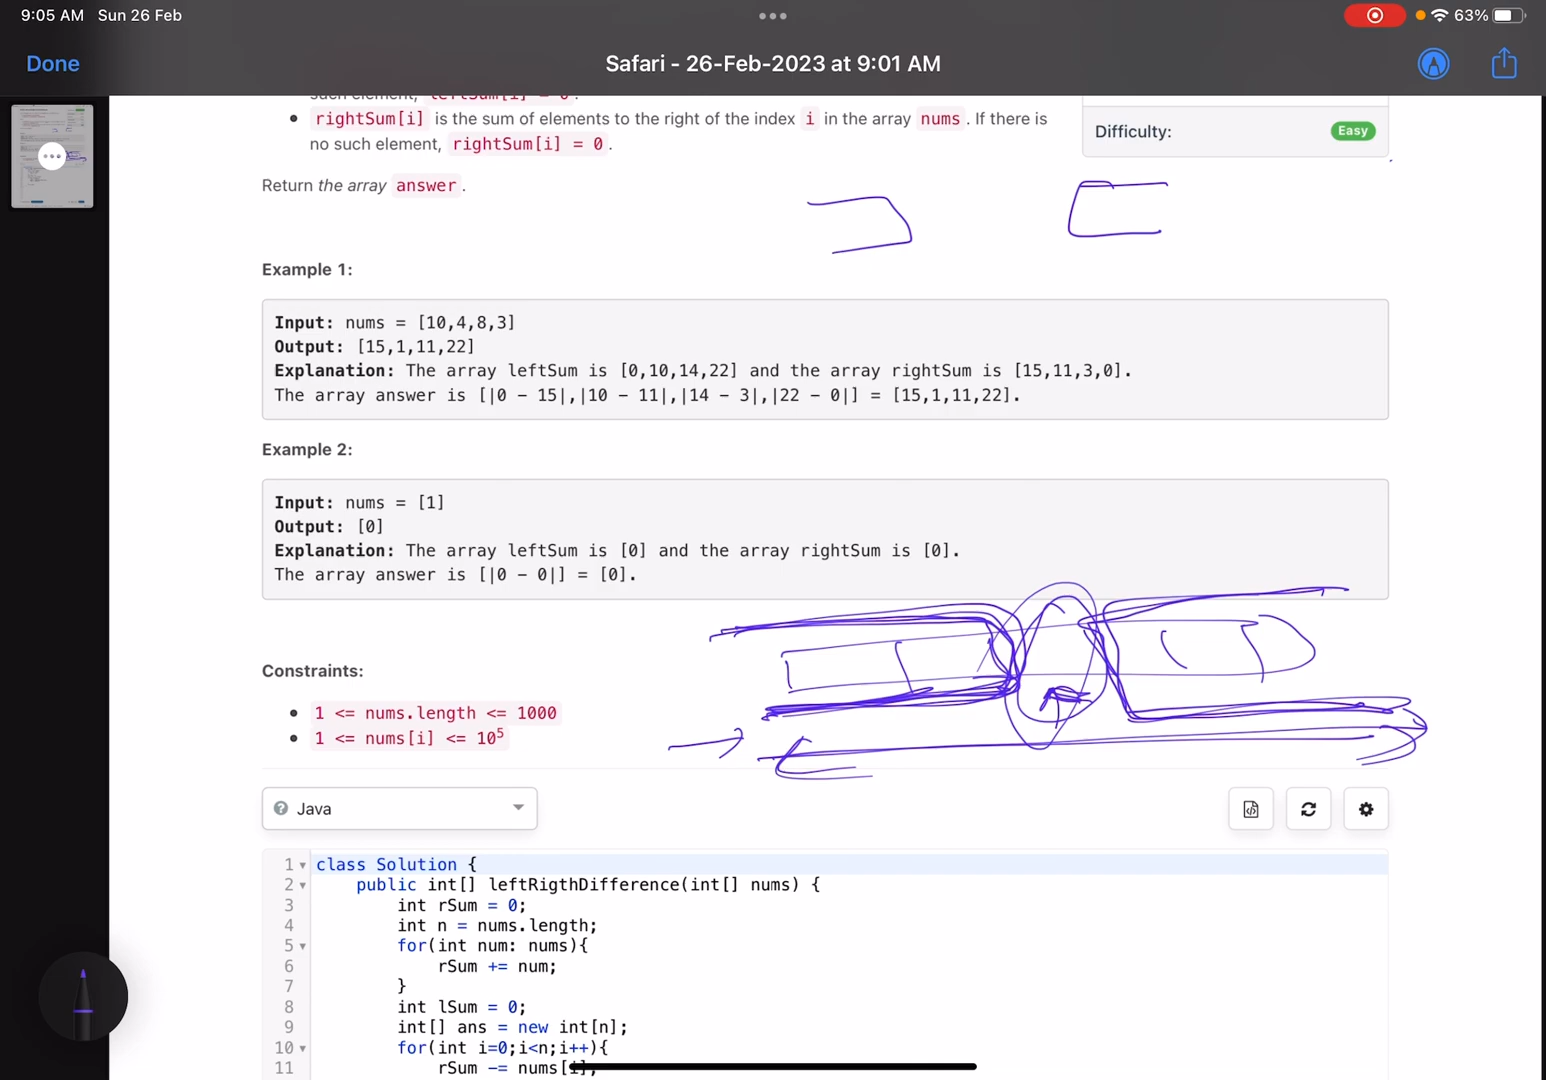 9:05 AM Sun 26 Feb
63%
Done
Safari - 26-Feb-2023 at 9:01 AM
such element, leftSum[i] = 0.
rightSum[i] is the sum of elements to the right of the index i in the array nums. If there is
no such element, rightSum[i] = 0.
Difficulty:
Easy
Return the array answer.
Example 1:
Input: nums = [10,4,8,3]
Output: [15,1,11,22]
Explanation: The array leftSum is [0,10,14,22] and the array rightSum is [15,11,3,0].
The array answer is [|0 - 15|,|10 - 11|,|14 - 3|,|22 - 0|] = [15,1,11,22].
Example 2:
Input: nums = [1]
Output: [0]
Explanation: The array leftSum is [0] and the array rightSum is [0].
The array answer is [|0 - 0|] = [0].
Constraints:
1 <= nums.length <= 1000
1 <= nums[i] <= 10⁵
Java
1 class Solution {
2 public int[] leftRigthDifference(int[] nums) {
3 int rSum = 0;
4 int n = nums.length;
5 for(int num: nums){
6 rSum += num;
7 }
8 int lSum = 0;
9 int[] ans = new int[n];
10 for(int i=0;i<n;i++){
11 rSum -= nums[i];